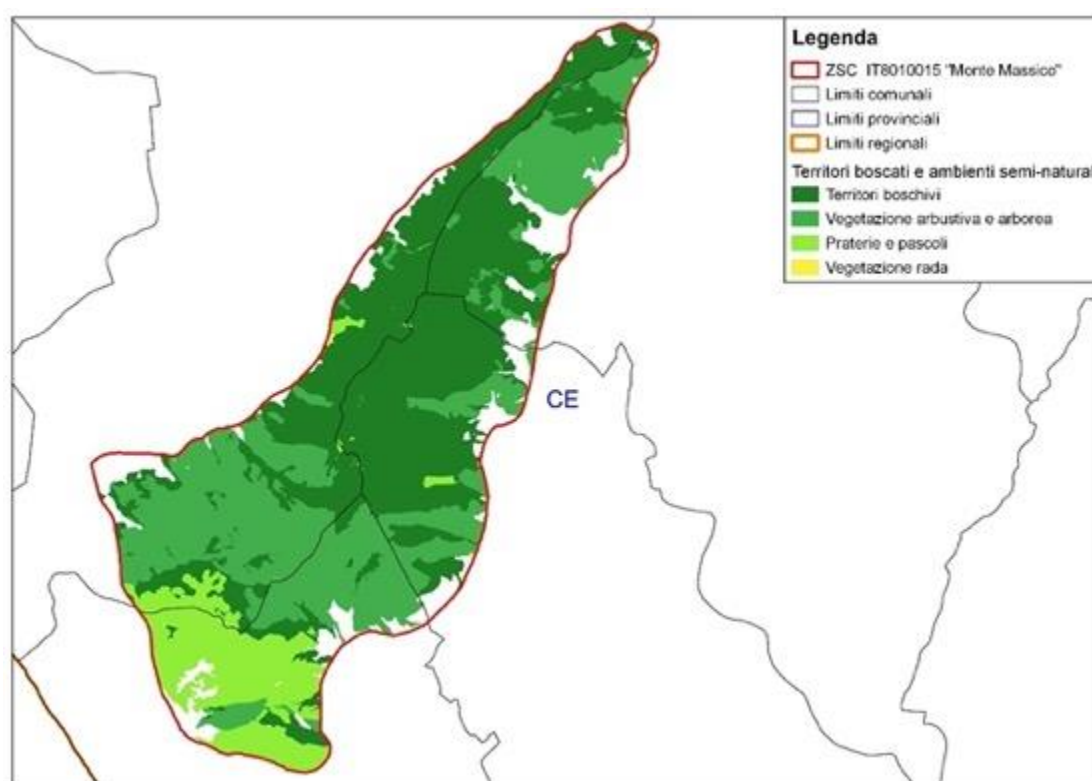 Legenda
ZSC IT8010015 "Monte Massico"
Limiti comunali
Limiti provinciali
Limiti regionali
Territori boscati e ambienti semi-natural
Territori boschivi
Vegetazione arbustiva e arborea
Praterie e pascoli
Vegetazione rada
CE